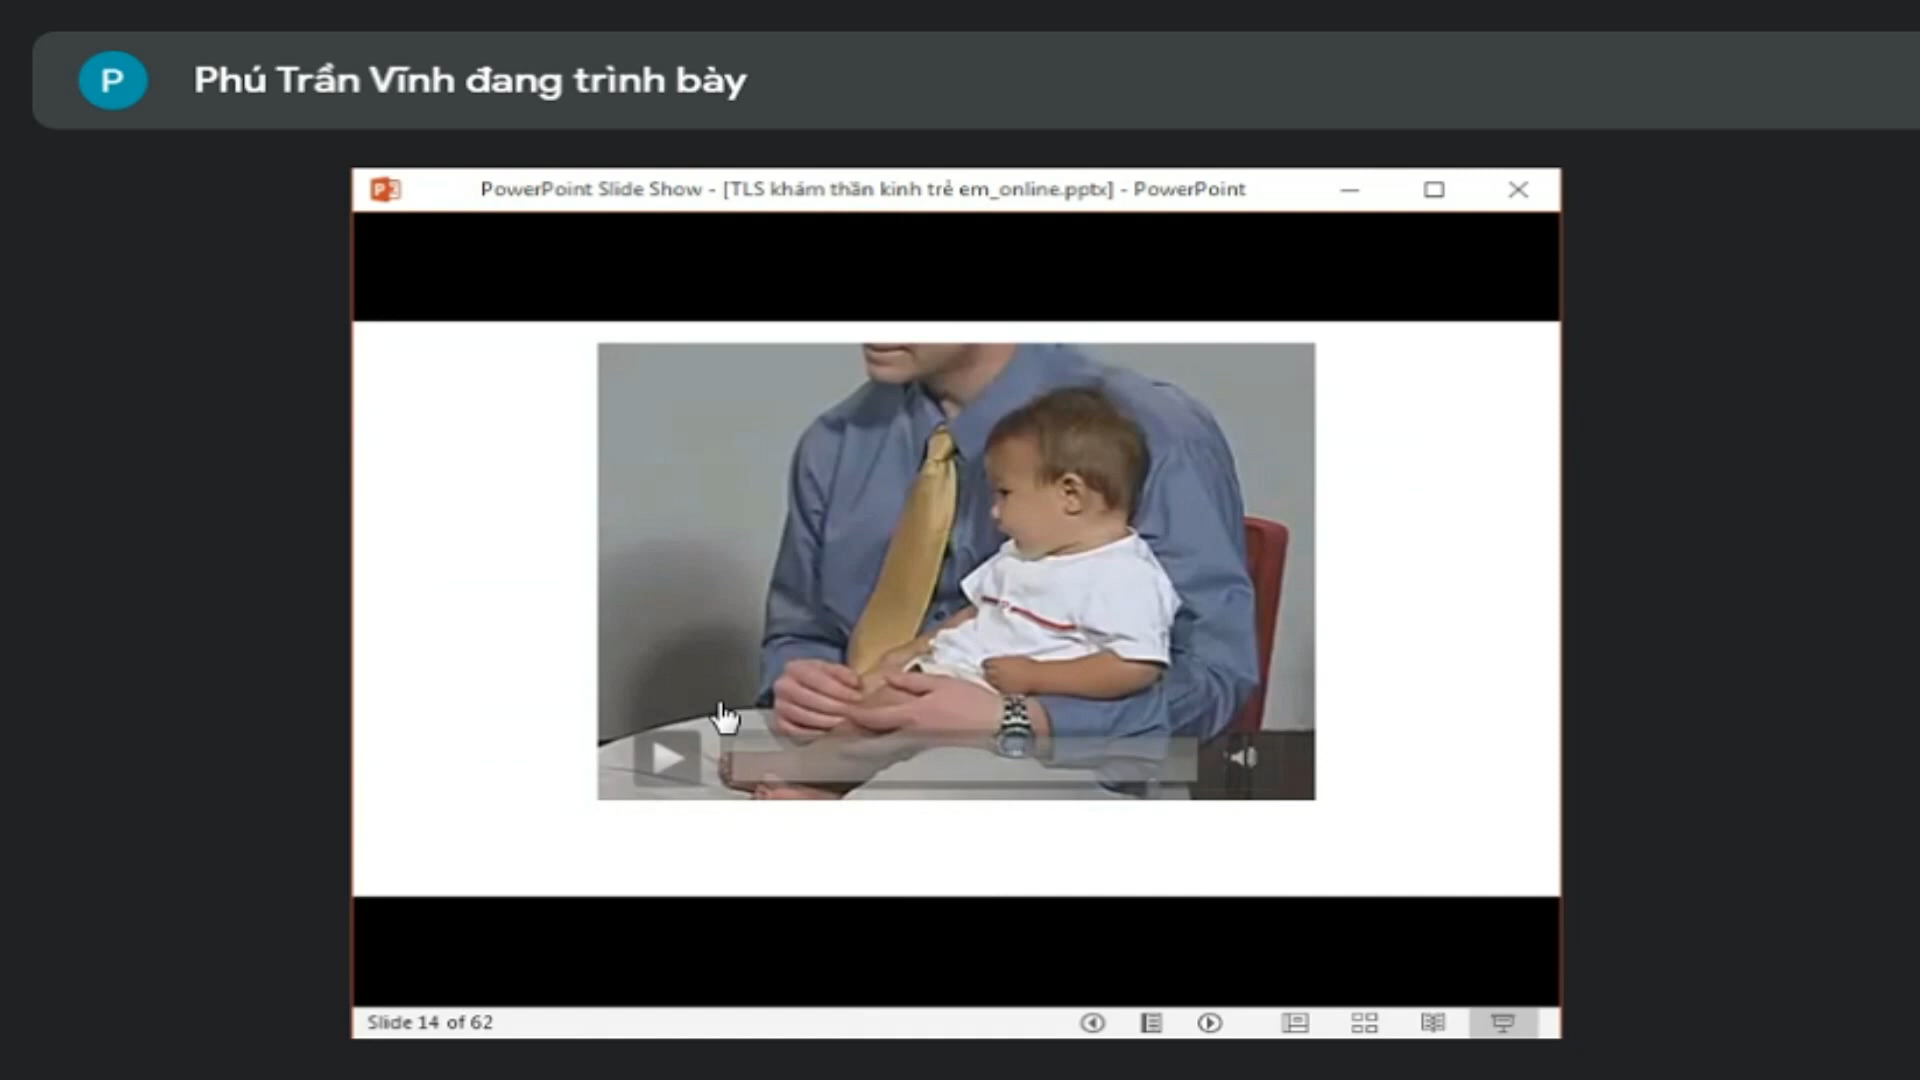 P
Phú Trần Vĩnh đang trình bày
PowerPoint Slide Show - [TLS khám thần kinh trẻ em_online.pptx] - PowerPoint
Slide 14 of 62